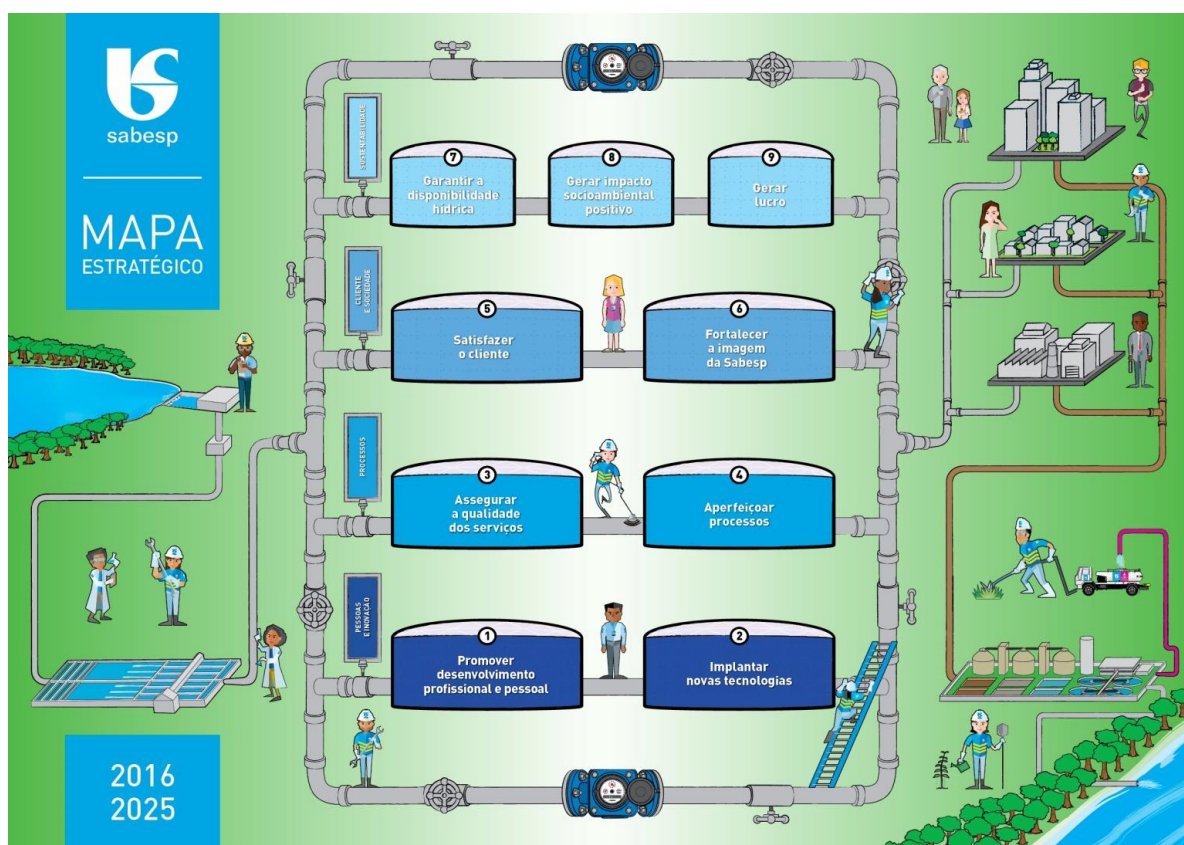 sabesp
MAPA
ESTRATÉGICO
SUSTENTABILIDADE
7
Garantir a
disponibilidade
hídrica
8
Gerar impacto
socioambiental
positivo
9
Gerar
lucro
CLIENTE
E SOCIEDADE
5
Satisfazer
o cliente
6
Fortalecer
a imagem
da Sabesp
PROCESSOS
3
Assegurar
a qualidade
dos serviços
4
Aperfeiçoar
processos
PESSOAS
E INOVAÇÃO
1
Promover
desenvolvimento
profissional e pessoal
2
Implantar
novas tecnologias
2016
2025